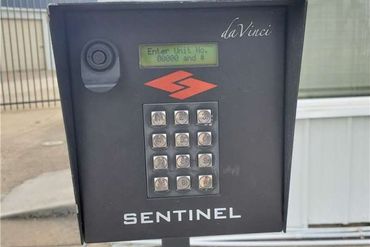 daVinci
Enter Unit No.
00000 and #
SENTINEL